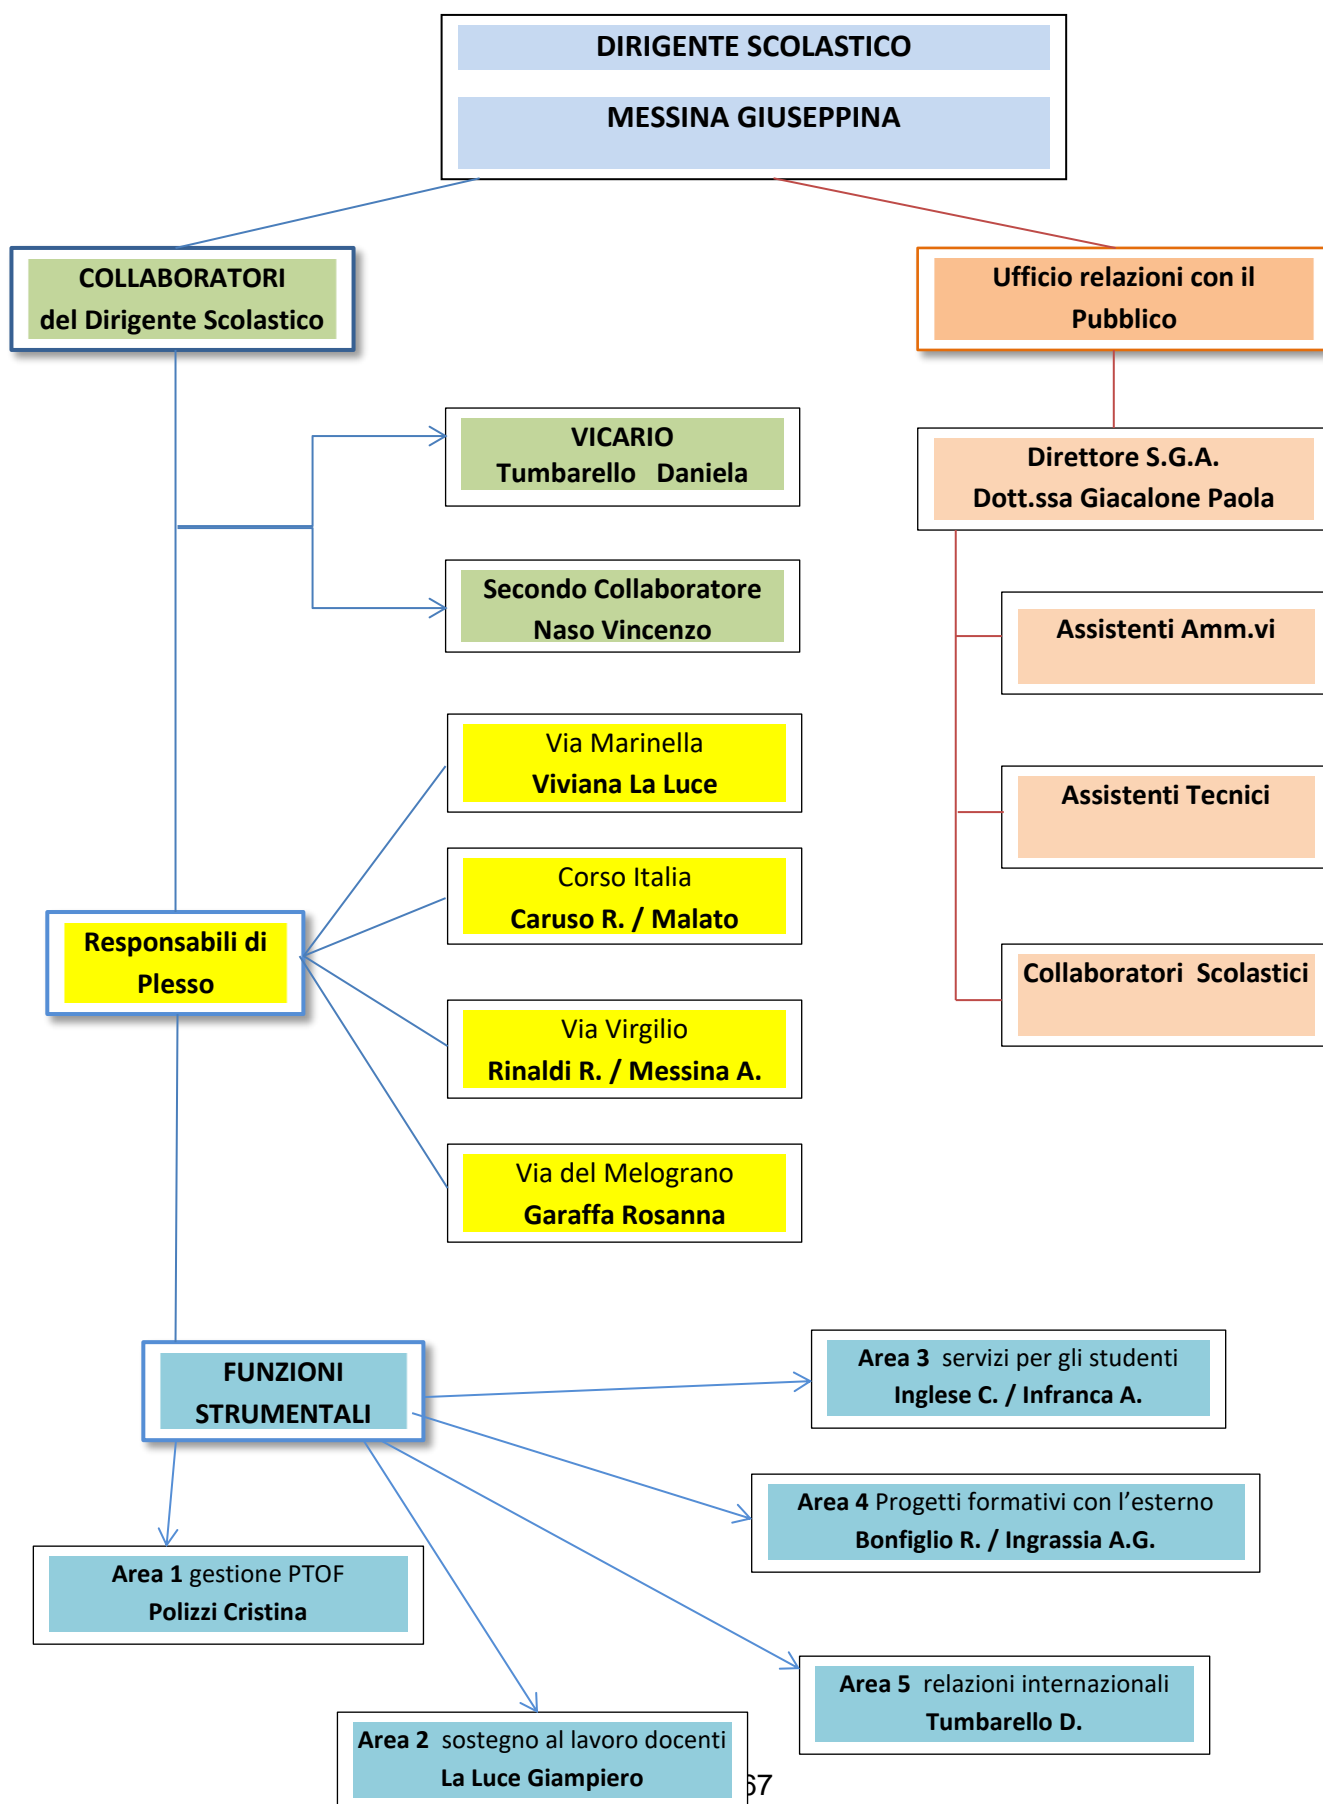 DIRIGENTE SCOLASTICO
MESSINA GIUSEPPINA
COLLABORATORI
del Dirigente Scolastico
Ufficio relazioni con il
Pubblico
VICARIO
Tumbarello Daniela
Direttore S.G.A.
Dott.ssa Giacalone Paola
Secondo Collaboratore
Naso Vincenzo
Assistenti Amm.vi
Via Marinella
Viviana La Luce
Assistenti Tecnici
Corso Italia
Caruso R. / Malato
Responsabili di
Plesso
Collaboratori Scolastici
Via Virgilio
Rinaldi R. / Messina A.
Via del Melograno
Garaffa Rosanna
FUNZIONI
STRUMENTALI
Area 3 servizi per gli studenti
Inglese C. / Infranca A.
Area 4 Progetti formativi con l'esterno
Bonfiglio R. / Ingrassia A.G.
Area 1 gestione PTOF
Polizzi Cristina
Area 5 relazioni internazionali
Tumbarello D.
Area 2 sostegno al lavoro docenti
La Luce Giampiero